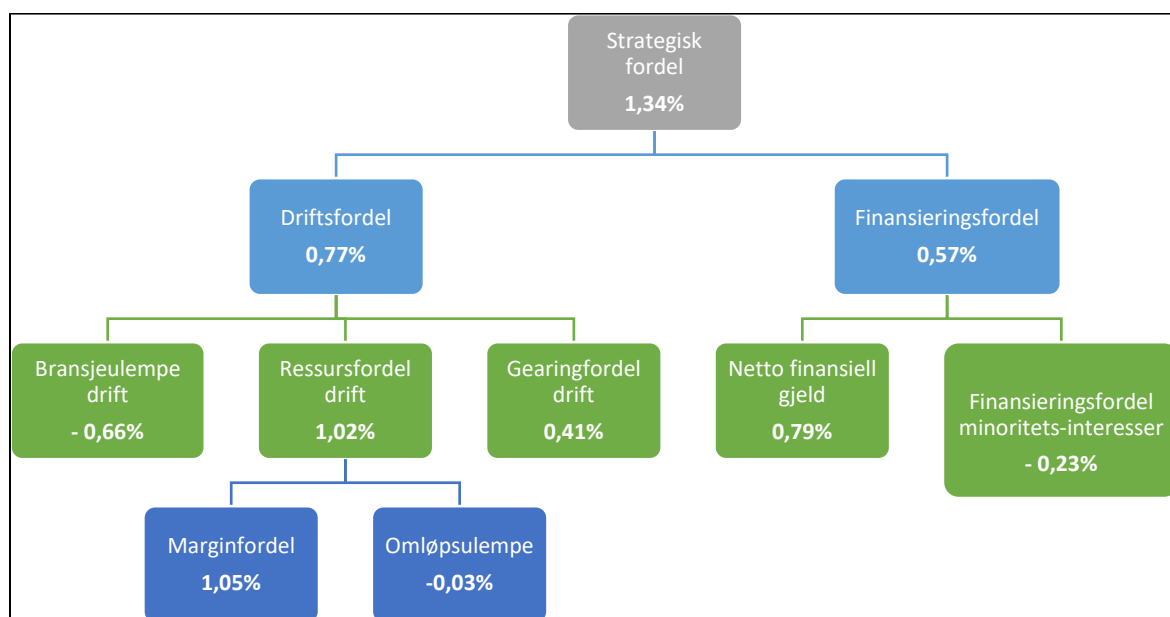 Strategisk
fordel
1,34%
Driftsfordel
0,77%
Finansieringsfordel
0,57%
Bransjeulempe
drift
- 0,66%
Ressursfordel
drift
1,02%
Gearingfordel
drift
0,41%
Netto finansiell
gjeld
0,79%
Finansieringsfordel
minoritets-interesser
- 0,23%
Marginfordel
1,05%
Omløpsulempe
-0,03%